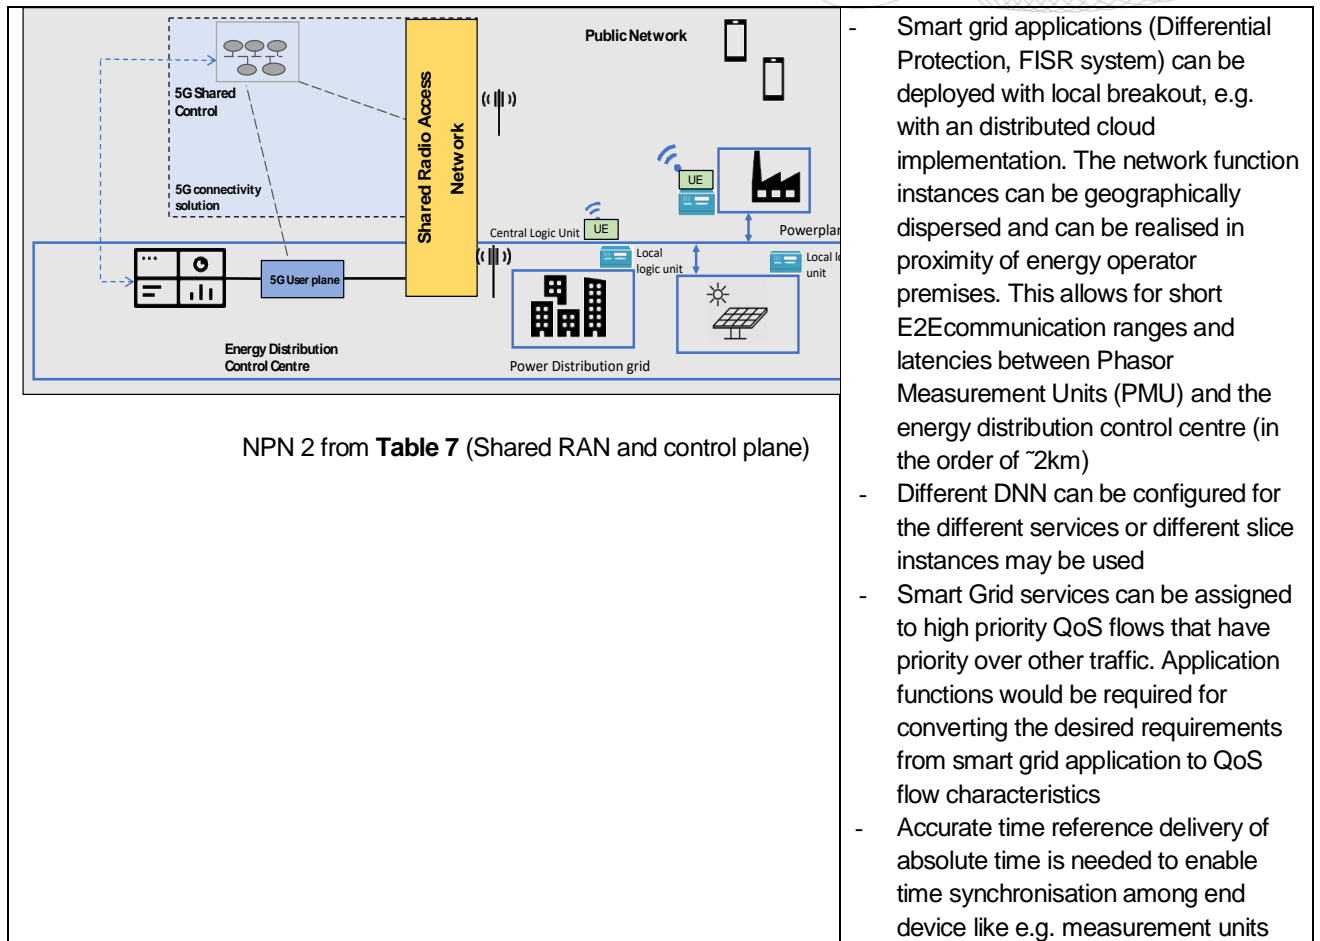 Public Network
5G Shared
Control
5G connectivity
solution
Shared Radio Access
Network
UE
Central Logic Unit
UE
Powerplan
Local
logic unit
Local lo
unit
5G User plane
Energy Distribution
Control Centre
Power Distribution grid
NPN 2 from Table 7 (Shared RAN and control plane)
- Smart grid applications (Differential
Protection, FISR system) can be
deployed with local breakout, e.g.
with an distributed cloud
implementation. The network function
instances can be geographically
dispersed and can be realised in
proximity of energy operator
premises. This allows for short
E2Ecommunication ranges and
latencies between Phasor
Measurement Units (PMU) and the
energy distribution control centre (in
the order of ˜2km)
- Different DNN can be configured for
the different services or different slice
instances may be used
- Smart Grid services can be assigned
to high priority QoS flows that have
priority over other traffic. Application
functions would be required for
converting the desired requirements
from smart grid application to QoS
flow characteristics
- Accurate time reference delivery of
absolute time is needed to enable
time synchronisation among end
device like e.g. measurement units